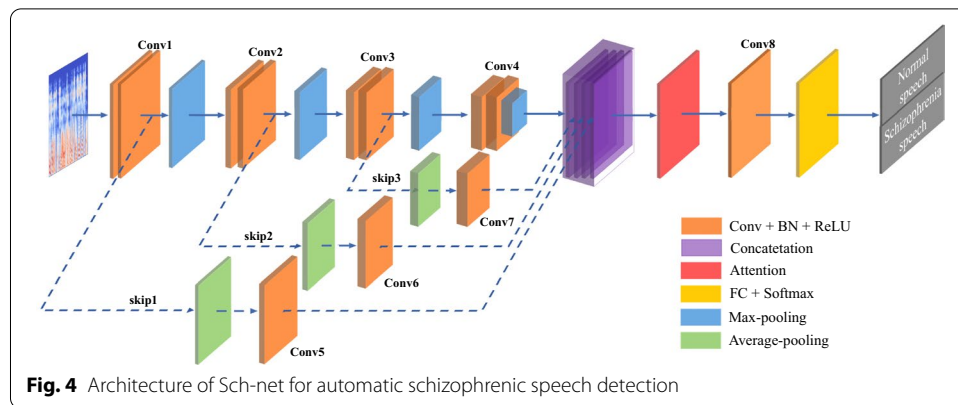 Conv1
Conv2
Conv3
Conv4
Conv8
Normal
speech
Schizophrenia
speech
skip3
Conv7
skip2
Conv6
skip1
Conv5
Conv + BN + ReLU
Concatetation
Attention
FC + Softmax
Max-pooling
Average-pooling
Fig. 4 Architecture of Sch-net for automatic schizophrenic speech detection